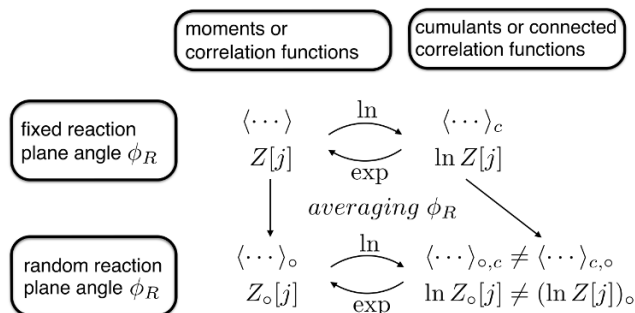 moments or
correlation functions
cumulants or connected
correlation functions
fixed reaction
plane angle ϕ_R
⟨···⟩
ln
⟨···⟩_c
Z[j]
exp
ln Z[j]
averaging ϕ_R
random reaction
plane angle ϕ_R
⟨···⟩_∘
ln
⟨···⟩_{∘,c} ≠ ⟨···⟩_{c,∘}
Z_∘[j]
exp
ln Z_∘[j] ≠ (ln Z[j])_∘